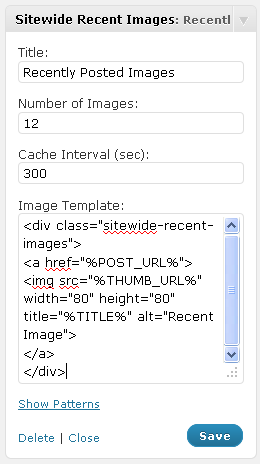 Sitewide Recent Images: Recentl
Title:
Recently Posted Images
Number of Images:
12
Cache Interval (sec):
300
Image Template:
<div class="sitewide-recent-
images">
<a href="%POST_URL%">
<img src="%THUMB_URL%"
width="80" height="80"
title="%TITLE%" alt="Recent
Image">
</a>
</div>
Show Patterns
Delete | Close
Save